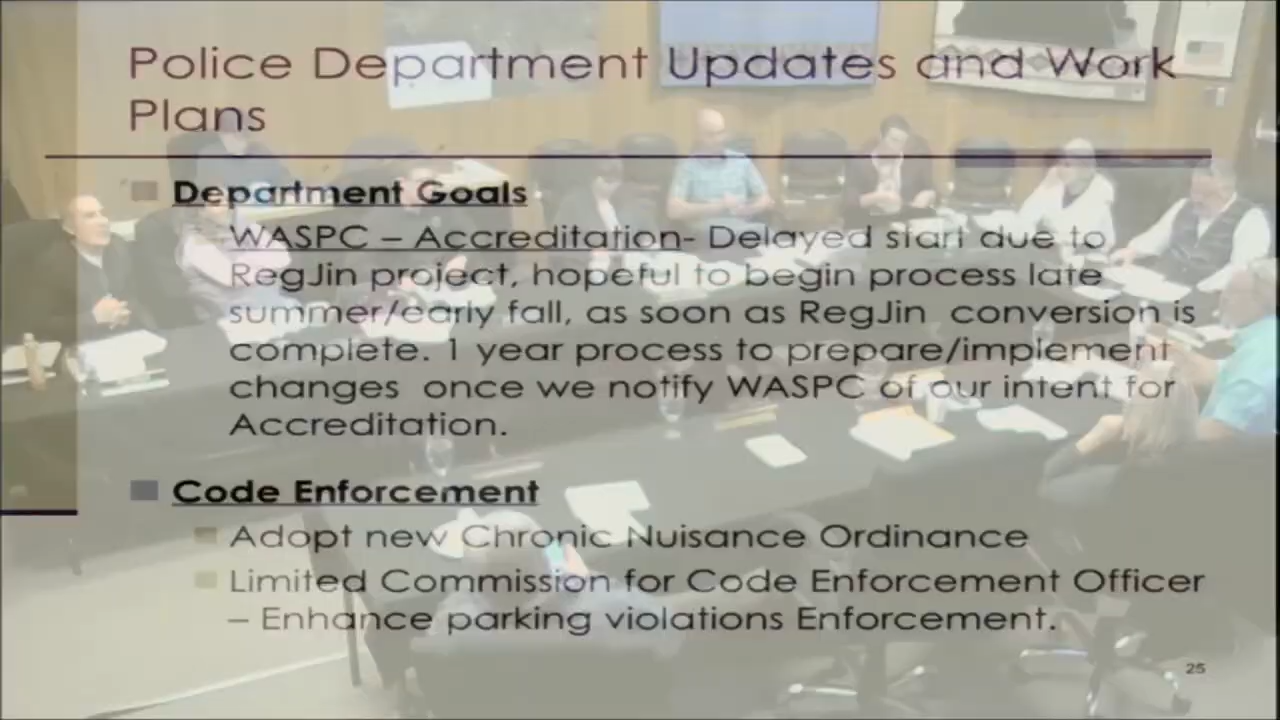 Police Department Updates and Work
Plans
Department Goals
WASPC – Accreditation- Delayed start due to
RegJin project, hopeful to begin process late
summer/early fall, as soon as RegJin conversion is
complete. 1 year process to prepare/implement
changes once we notify WASPC of our intent for
Accreditation.
Code Enforcement
Adopt new Chronic Nuisance Ordinance
Limited Commission for Code Enforcement Officer
– Enhance parking violations Enforcement.
25